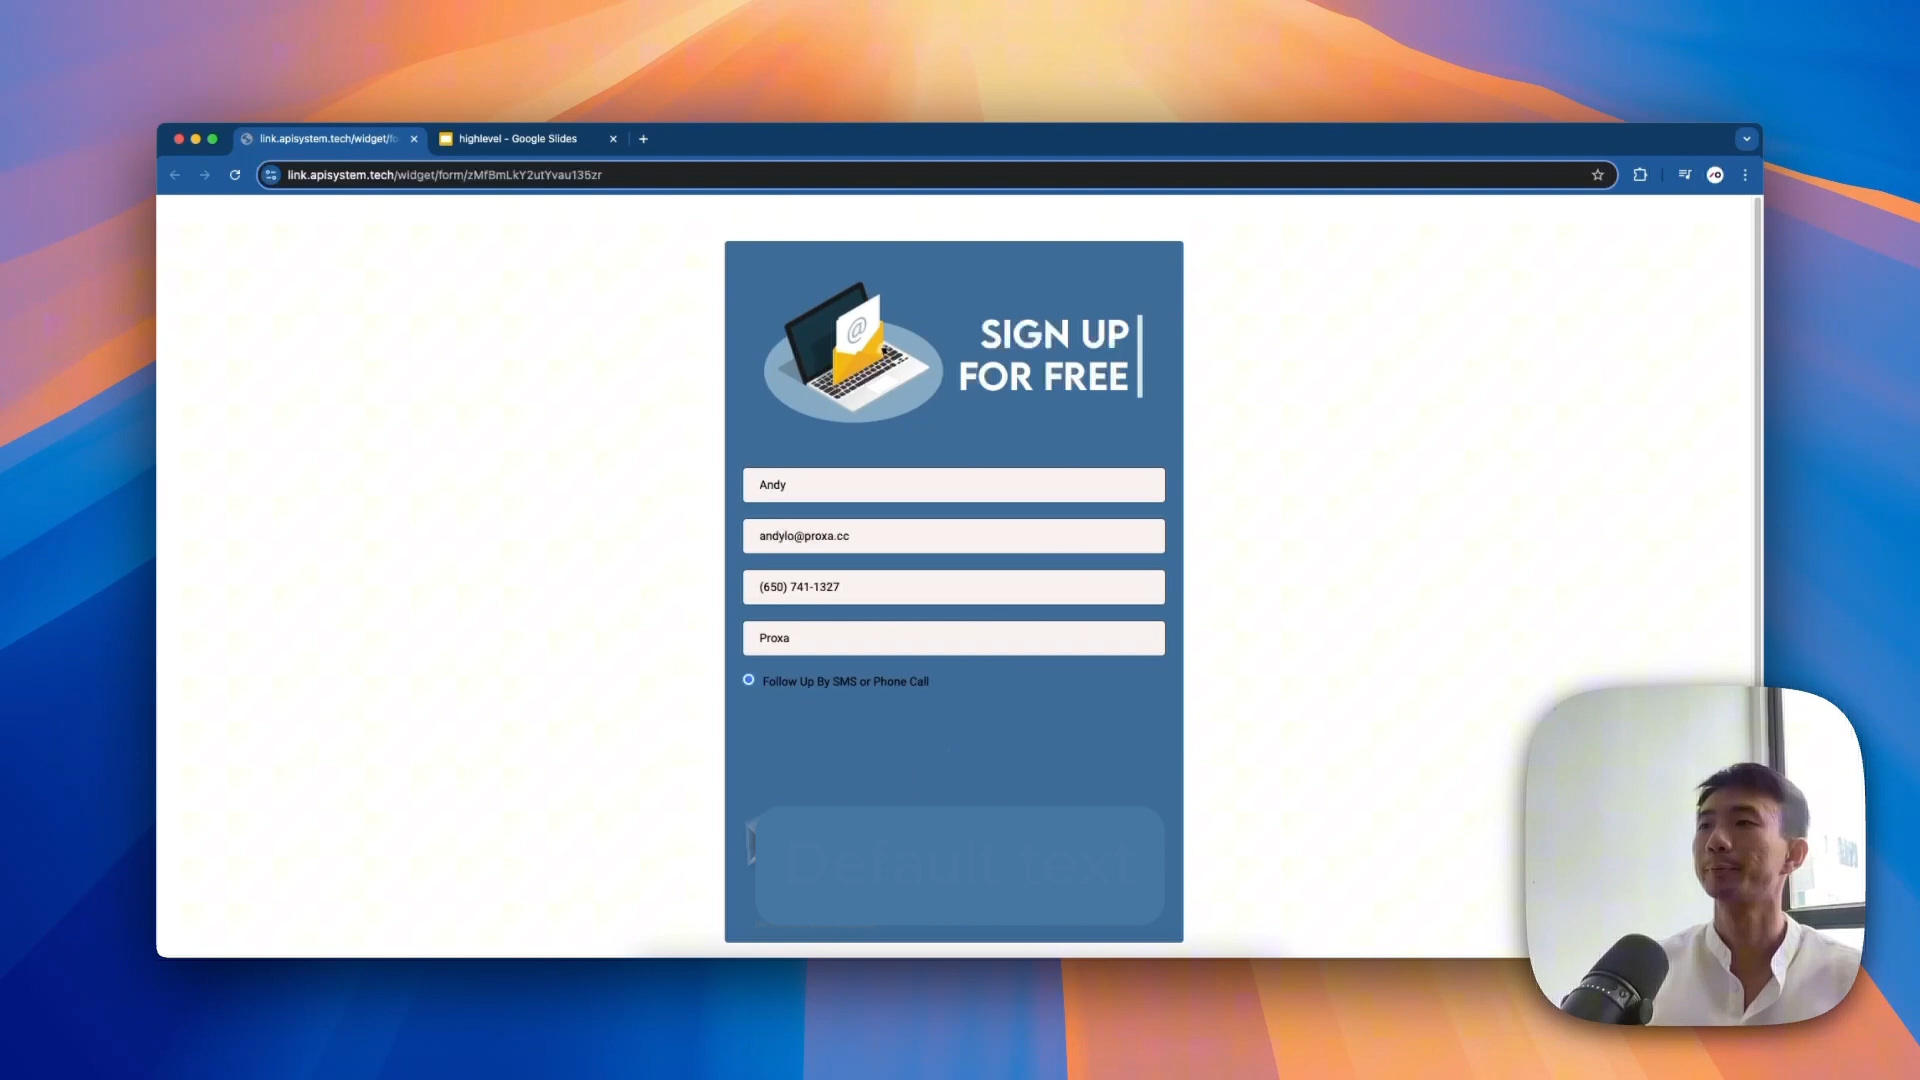 link.apisystem.tech/widget/fo
highlevel - Google Slides
link.apisystem.tech/widget/form/zMfBmLkY2utYvau135zr
@
SIGN UP
FOR FREE
Andy
andylo@proxa.cc
(650) 741-1327
Proxa
Follow Up By SMS or Phone Call
Default text